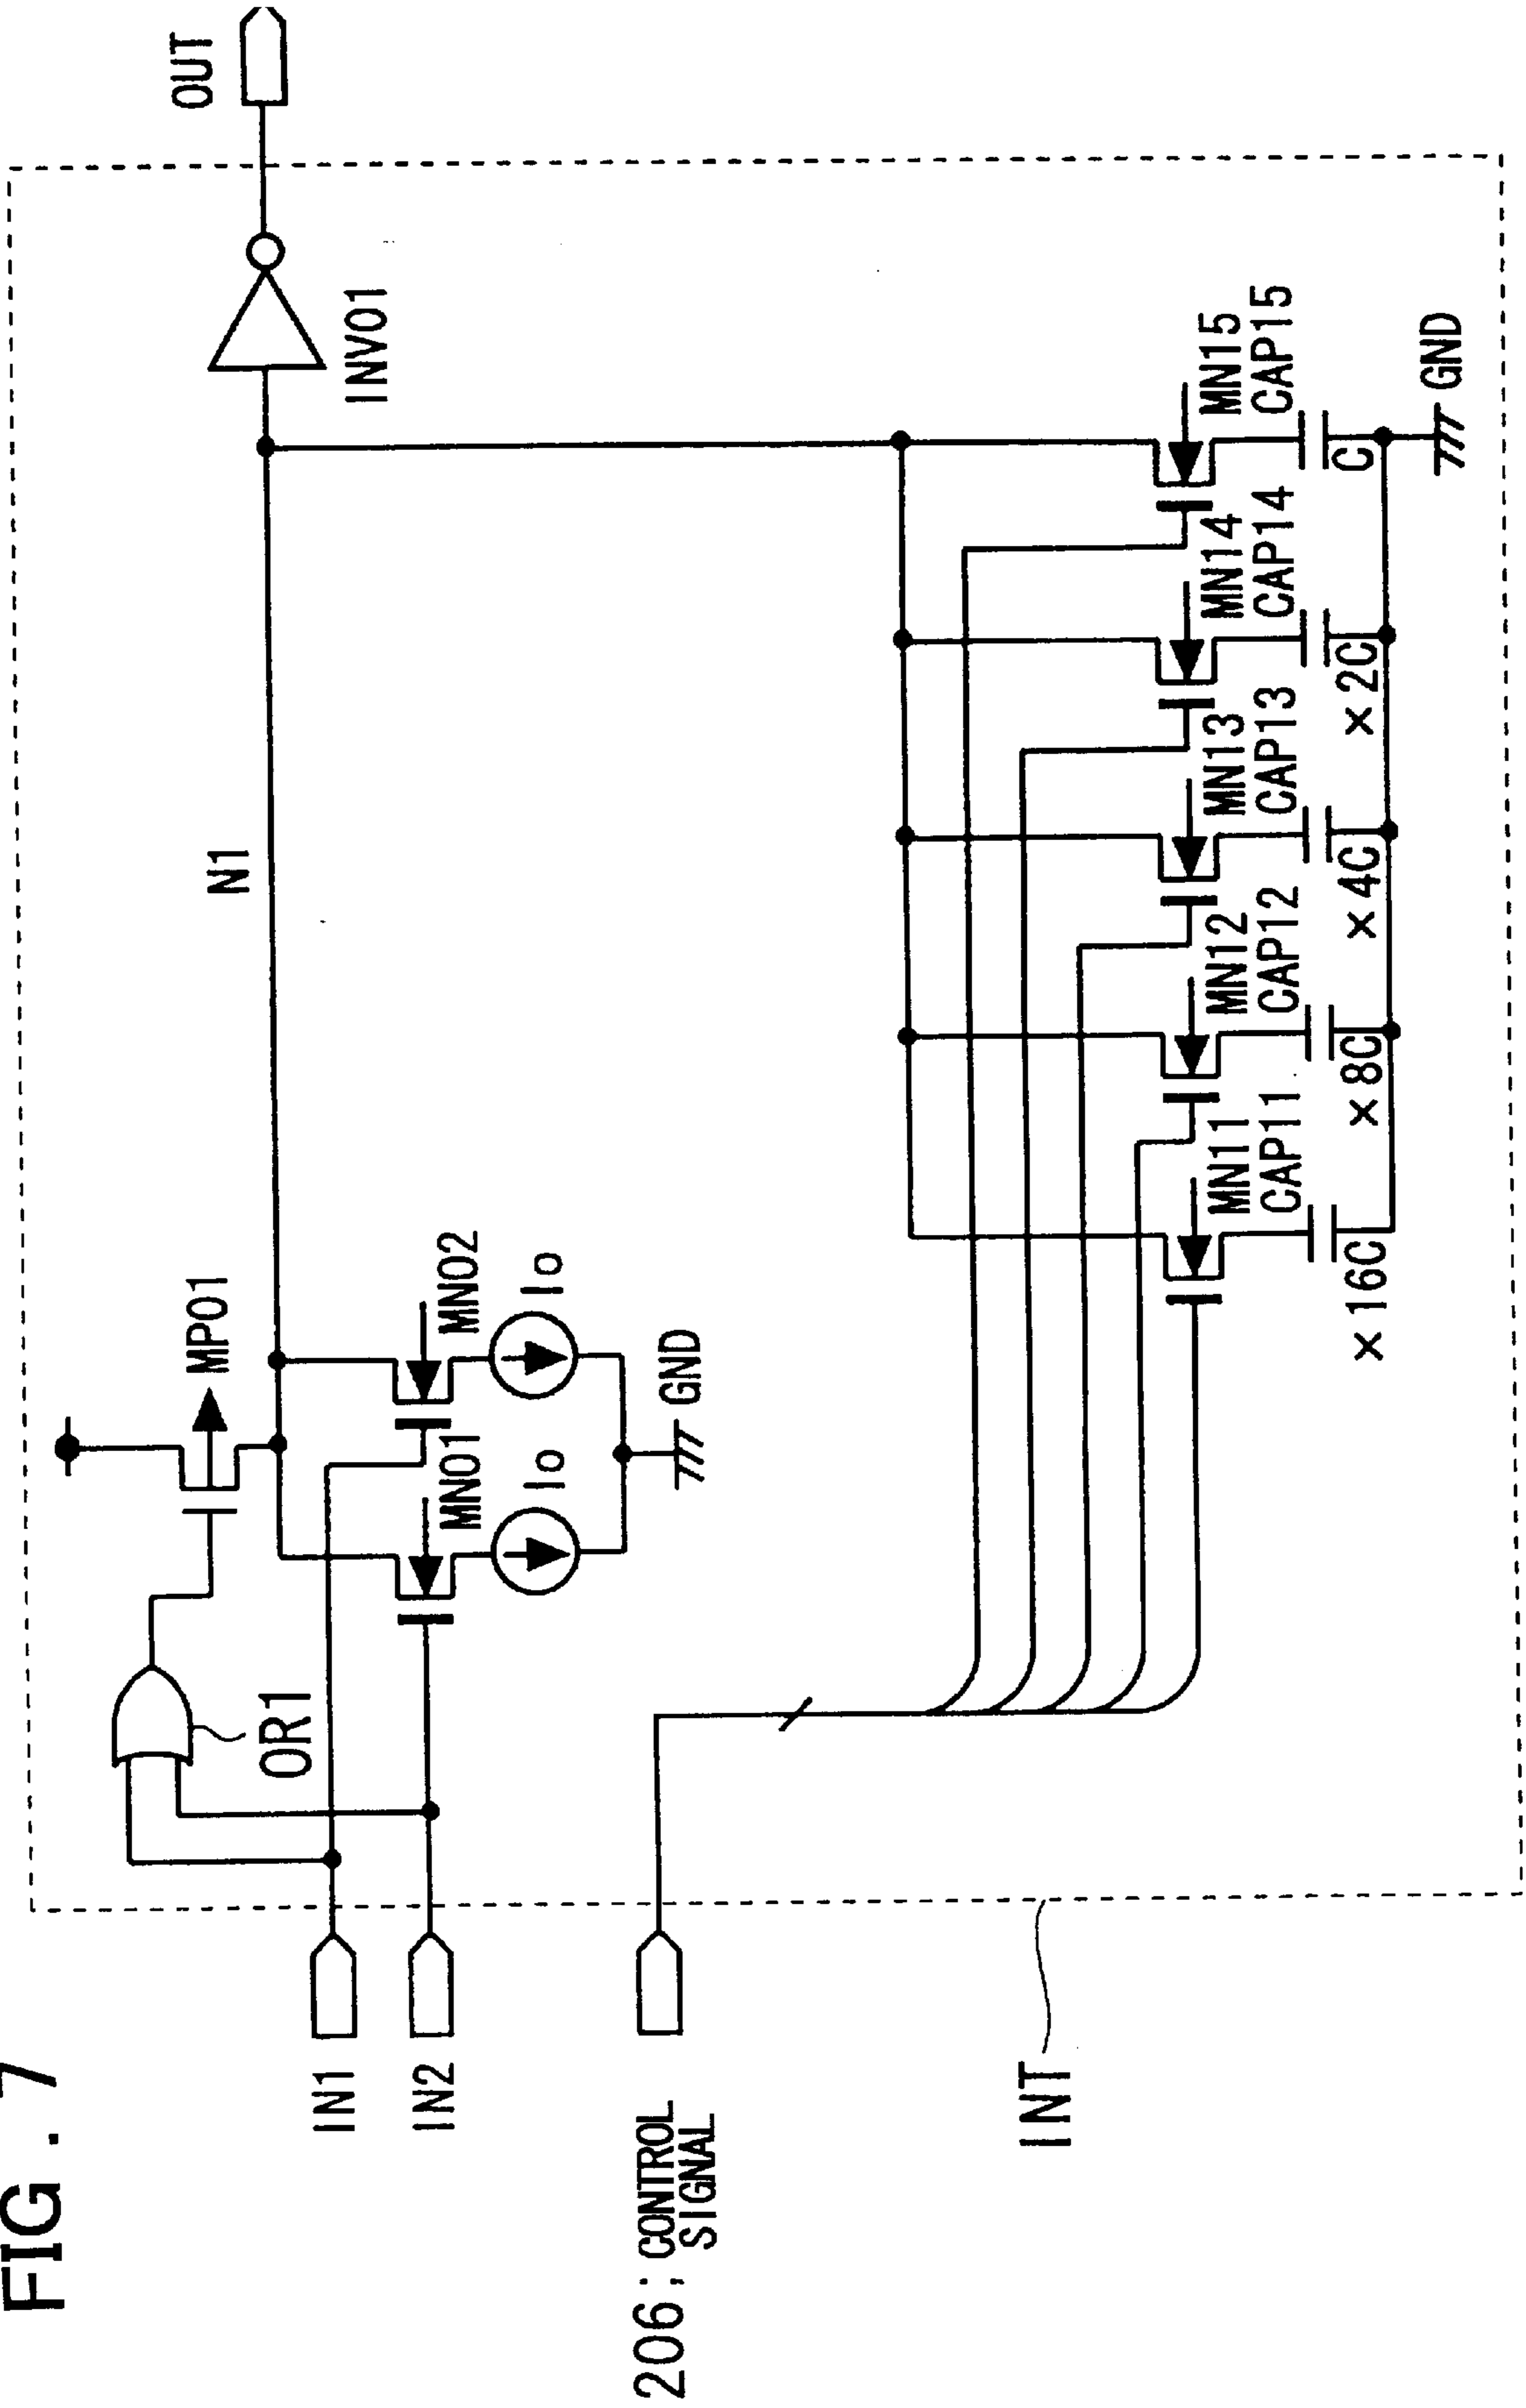 FIG. 7
OUT
MP01
N1
INV01
OR1
IN1
IN2
MN01
MN02
Io
Io
GND
206; CONTROL
SIGNAL
INT
MN11
CAP11
×16C
MN12
CAP12
×8C
MN13
CAP13
×4C
MN14
CAP14
×2C
MN15
CAP15
C
GND